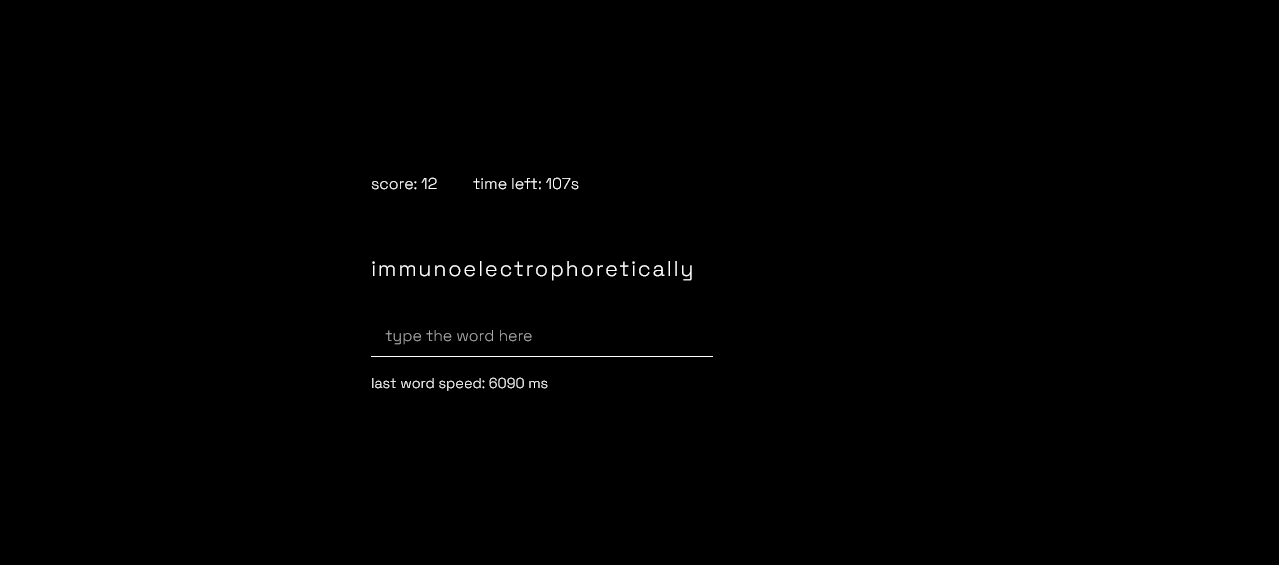 score: 12 time left: 107s
immunoelectrophoretically
type the word here
last word speed: 6090 ms